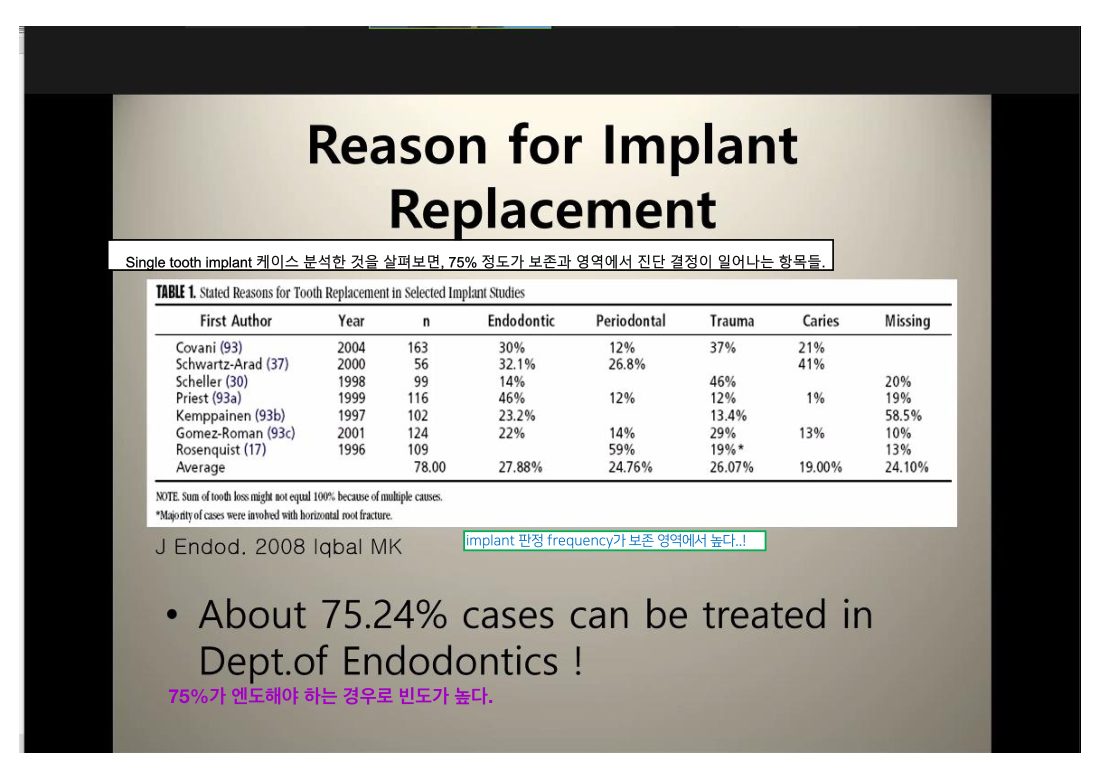 Reason for Implant
Replacement
Single tooth implant 케이스 분석한 것을 살펴보면, 75% 정도가 보존과 영역에서 진단 결정이 일어나는 항목들.
TABLE 1. Stated Reasons for Tooth Replacement in Selected Implant Studies
First Author Year n Endodontic Periodontal Trauma Caries Missing
Covani (93) 2004 163 30% 12% 37% 21%
Schwartz-Arad (37) 2000 56 32.1% 26.8% 41%
Scheller (30) 1998 99 14% 46% 20%
Priest (93a) 1999 116 46% 12% 12% 1% 19%
Kemppainen (93b) 1997 102 23.2% 13.4% 58.5%
Gomez-Roman (93c) 2001 124 22% 14% 29% 13% 10%
Rosenquist (17) 1996 109 59% 19%* 13%
Average 78.00 27.88% 24.76% 26.07% 19.00% 24.10%
NOTE. Sum of tooth loss might not equal 100% because of multiple causes.
*Majority of cases were involved with horizontal root fracture.
J Endod. 2008 Iqbal MK
implant 판정 frequency가 보존 영역에서 높다..!
• About 75.24% cases can be treated in
Dept.of Endodontics !
75%가 엔도해야 하는 경우로 빈도가 높다.